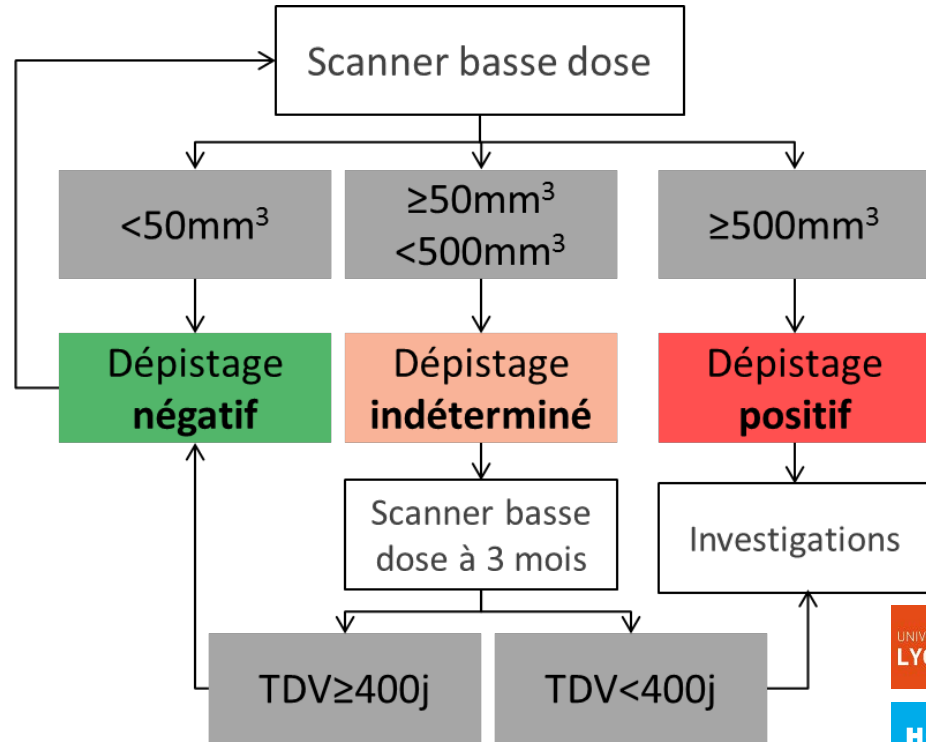 Scanner basse dose
<50mm³
≥50mm³
<500mm³
≥500mm³
Dépistage
négatif
Dépistage
indéterminé
Dépistage
positif
Scanner basse
dose à 3 mois
Investigations
TDV≥400j
TDV<400j